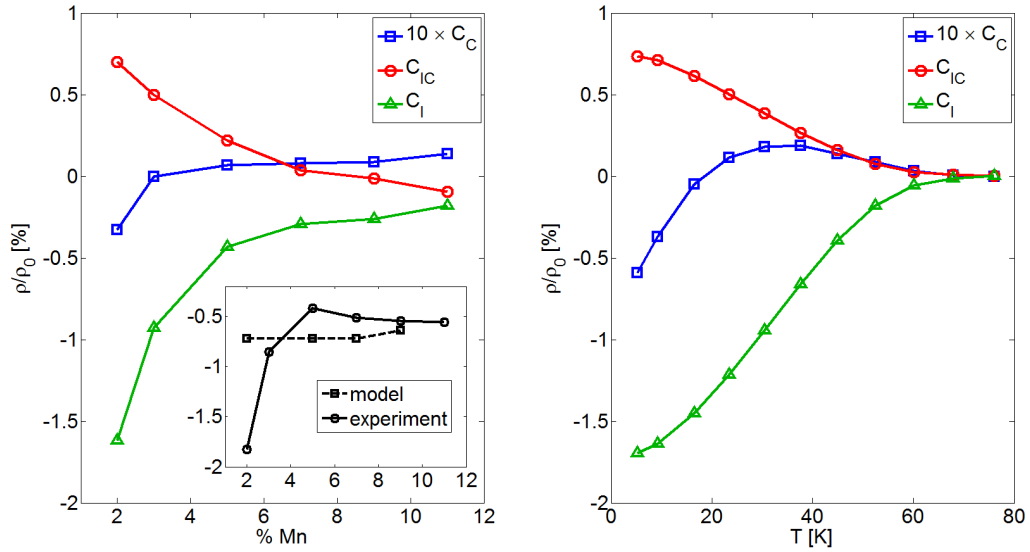 1
0.5
0
-0.5
-1
-1.5
-2
ρ/ρ0 [%]
2 4 6 8 10 12
% Mn
10 × CC
CIC
CI
-0.5
-1
-1.5
-2
2 4 6 8 10 12
model
experiment
1
0.5
0
-0.5
-1
-1.5
-2
ρ/ρ0 [%]
0 20 40 60 80
T [K]
10 × CC
CIC
CI